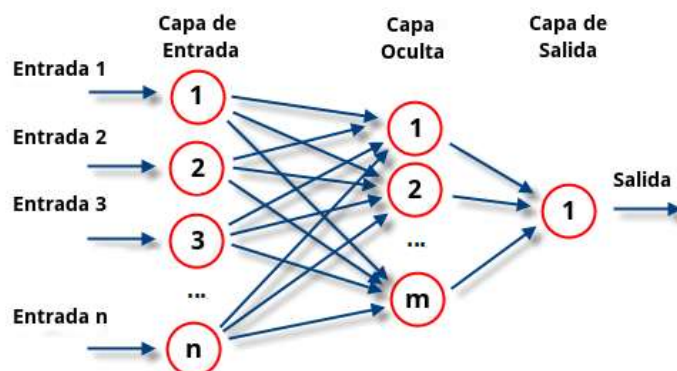 Capa de
Entrada
Capa
Oculta
Capa de
Salida
Entrada 1
1
Entrada 2
2
Entrada 3
3
...
Entrada n
n
1
2
...
m
1
Salida